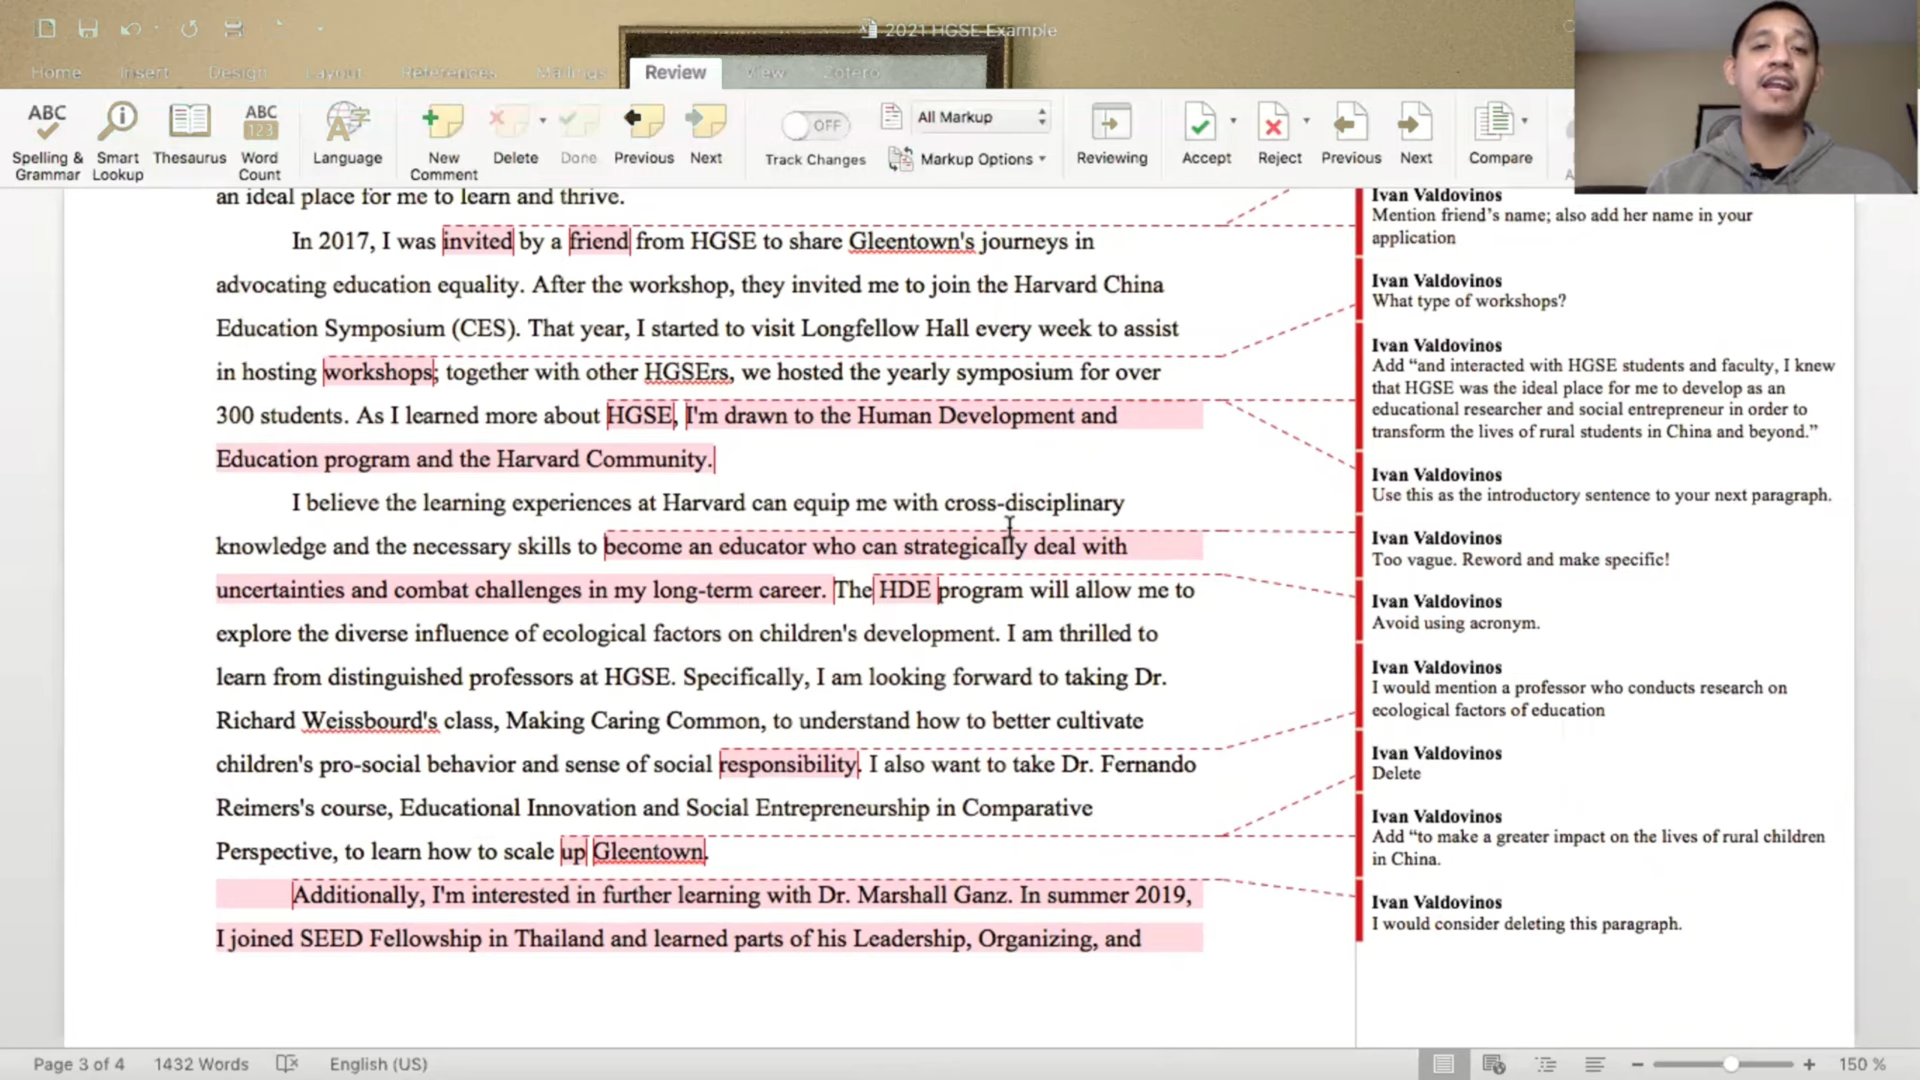 2021 HGSE Example
Home Insert Design Layout References Mailings Review View Zotero
ABC ABC 123
Spelling & Grammar Smart Lookup Thesaurus Word Count Language New Comment Delete Done Previous Next
OFF
Track Changes
All Markup
Markup Options
Reviewing Accept Reject Previous Next Compare
an ideal place for me to learn and thrive.
In 2017, I was invited by a friend from HGSE to share Gleentown's journeys in
advocating education equality. After the workshop, they invited me to join the Harvard China
Education Symposium (CES). That year, I started to visit Longfellow Hall every week to assist
in hosting workshops; together with other HGSErs, we hosted the yearly symposium for over
300 students. As I learned more about HGSE, I'm drawn to the Human Development and
Education program and the Harvard Community.
I believe the learning experiences at Harvard can equip me with cross-disciplinary
knowledge and the necessary skills to become an educator who can strategically deal with
uncertainties and combat challenges in my long-term career. The HDE program will allow me to
explore the diverse influence of ecological factors on children's development. I am thrilled to
learn from distinguished professors at HGSE. Specifically, I am looking forward to taking Dr.
Richard Weissbourd's class, Making Caring Common, to understand how to better cultivate
children's pro-social behavior and sense of social responsibility. I also want to take Dr. Fernando
Reimers's course, Educational Innovation and Social Entrepreneurship in Comparative
Perspective, to learn how to scale up Gleentown.
Additionally, I'm interested in further learning with Dr. Marshall Ganz. In summer 2019,
I joined SEED Fellowship in Thailand and learned parts of his Leadership, Organizing, and
Ivan Valdovinos
Mention friend’s name; also add her name in your
application
Ivan Valdovinos
What type of workshops?
Ivan Valdovinos
Add “and interacted with HGSE students and faculty, I knew
that HGSE was the ideal place for me to develop as an
educational researcher and social entrepreneur in order to
transform the lives of rural students in China and beyond.”
Ivan Valdovinos
Use this as the introductory sentence to your next paragraph.
Ivan Valdovinos
Too vague. Reword and make specific!
Ivan Valdovinos
Avoid using acronym.
Ivan Valdovinos
I would mention a professor who conducts research on
ecological factors of education
Ivan Valdovinos
Delete
Ivan Valdovinos
Add “to make a greater impact on the lives of rural children
in China.
Ivan Valdovinos
I would consider deleting this paragraph.
Page 3 of 4 1432 Words English (US) 150 %